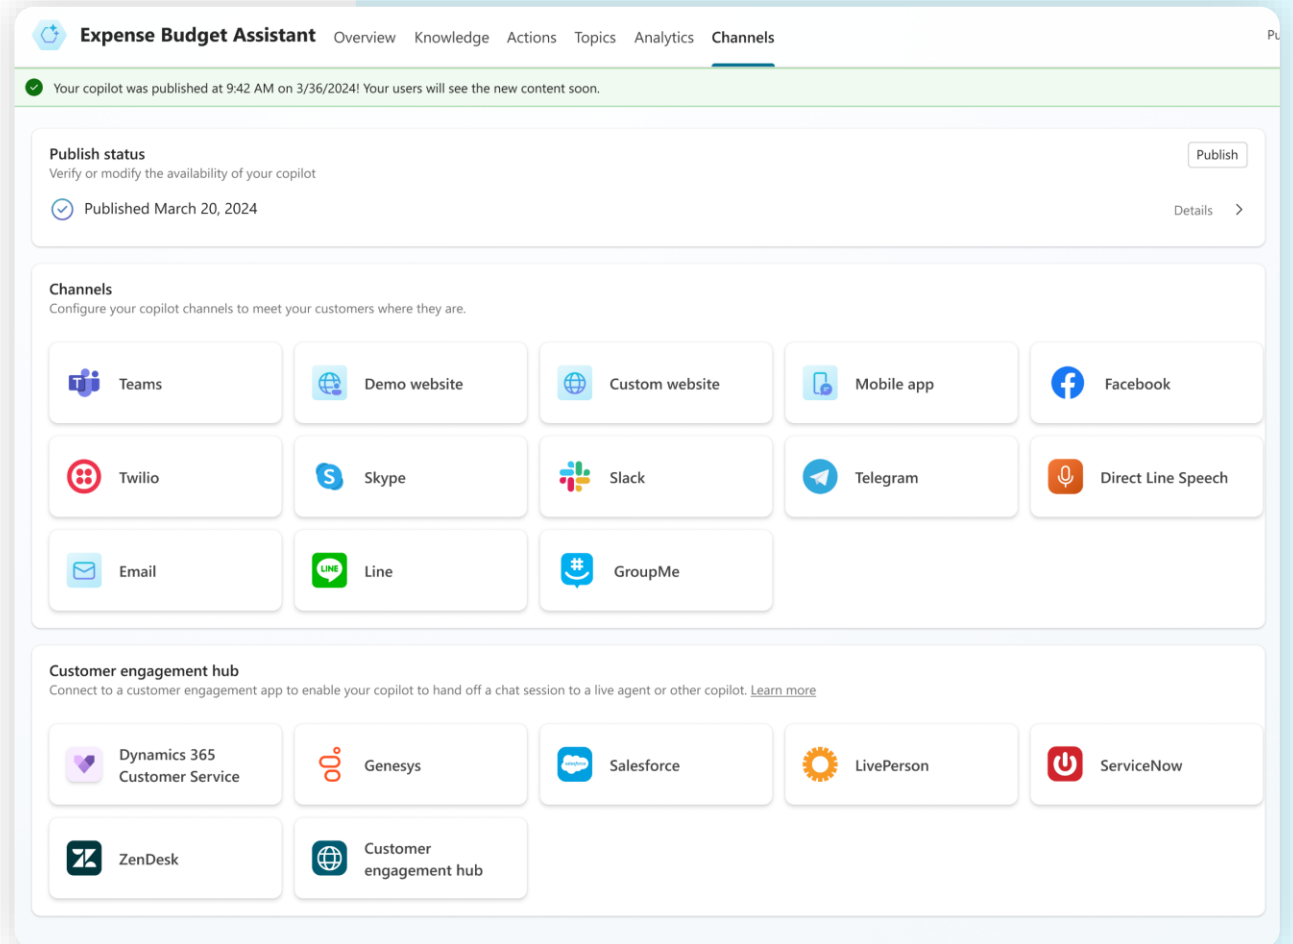 Expense Budget Assistant Overview Knowledge Actions Topics Analytics Channels
Your copilot was published at 9:42 AM on 3/36/2024! Your users will see the new content soon.
Publish status
Publish
Verify or modify the availability of your copilot
Published March 20, 2024
Details
Channels
Configure your copilot channels to meet your customers where they are.
Teams
Demo website
Custom website
Mobile app
Facebook
Twilio
Skype
Slack
Telegram
Direct Line Speech
Email
LINE
Line
GroupMe
Customer engagement hub
Connect to a customer engagement app to enable your copilot to hand off a chat session to a live agent or other copilot. Learn more
Dynamics 365
Customer Service
Genesys
salesforce
Salesforce
LivePerson
ServiceNow
ZenDesk
Customer
engagement hub